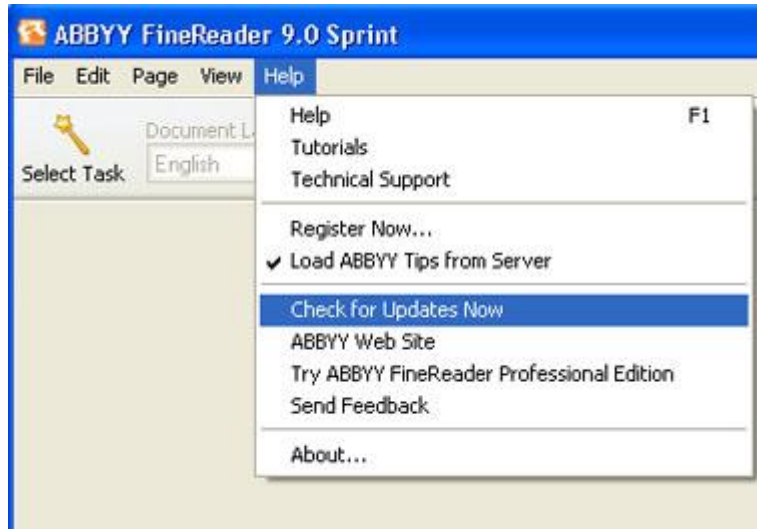 ABBYY FineReader 9.0 Sprint
File Edit Page View Help
Select Task
Document L
English
Help F1
Tutorials
Technical Support
Register Now...
Load ABBYY Tips from Server
Check for Updates Now
ABBYY Web Site
Try ABBYY FineReader Professional Edition
Send Feedback
About...